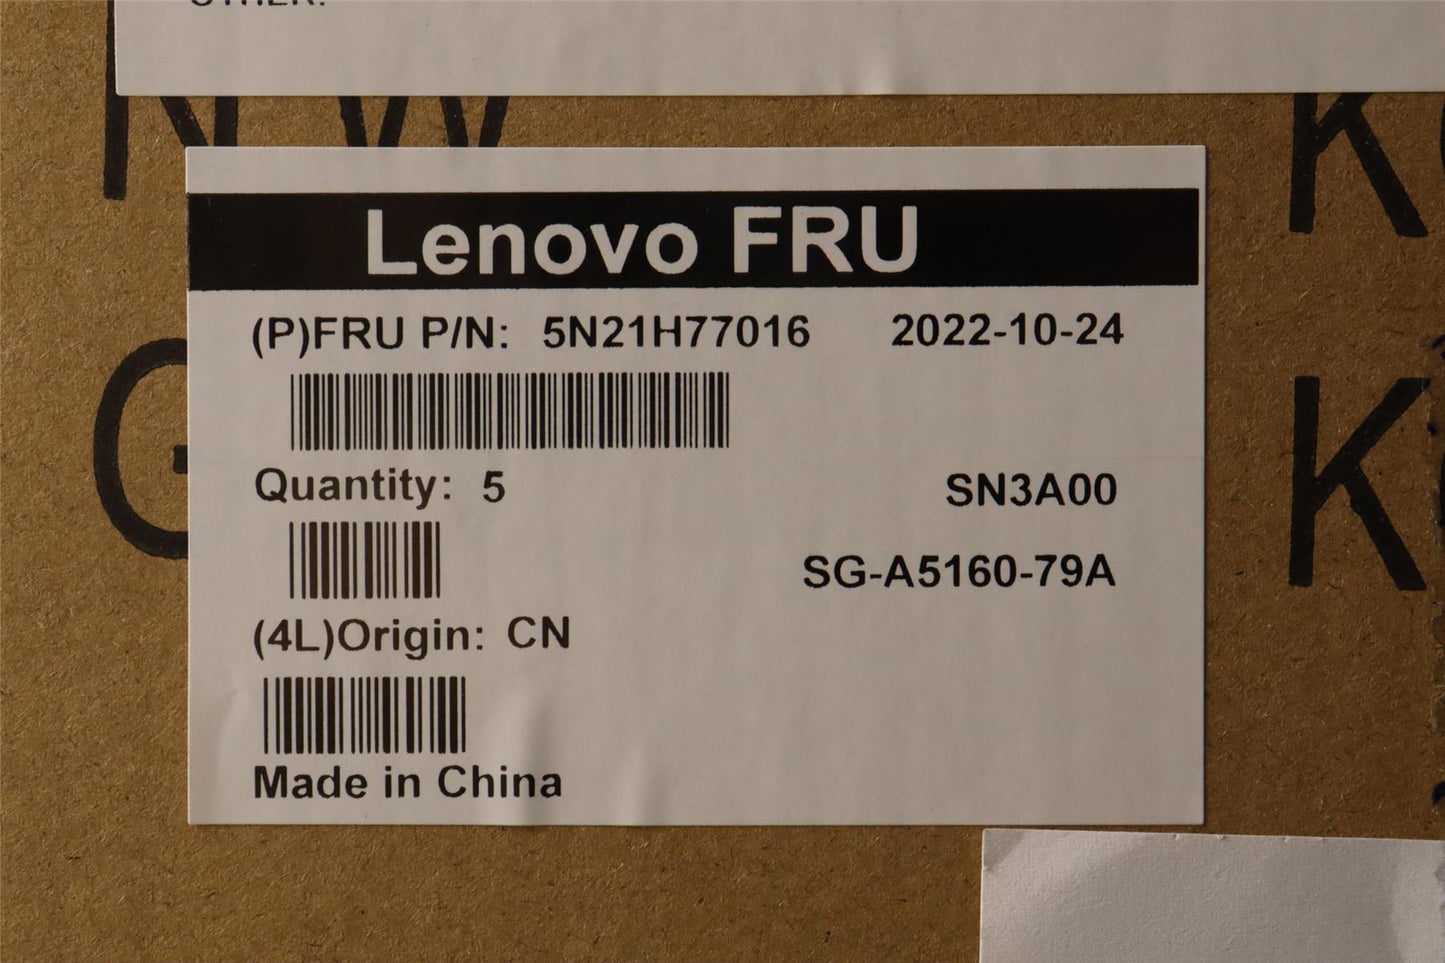 OTHER:
N.W K
Lenovo FRU
(P)FRU P/N: 5N21H77016 2022-10-24
Quantity: 5 SN3A00
G K
SG-A5160-79A
(4L)Origin: CN
Made in China